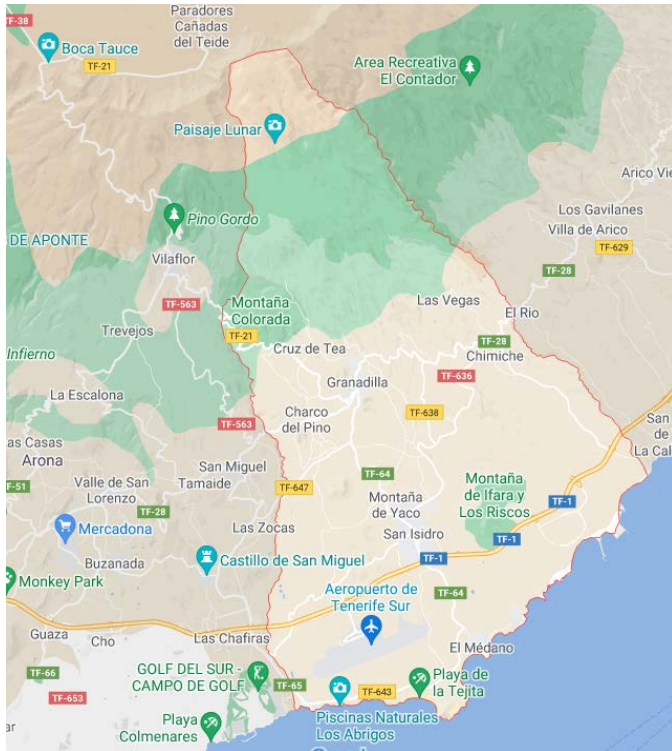 TF-38
Paradores
Cañadas
del Teide
Boca Tauce
TF-21
Area Recreativa
El Contador
Paisaje Lunar
Arico Vie
Los Gavilanes
Pino Gordo
Villa de Arico
DE APONTE
TF-629
Vilaflor
TF-28
TF-563
Montaña
Colorada
Las Vegas
El Rio
Trevejos
TF-21
TF-28
Infierno
Cruz de Tea
Chimiche
Granadilla
TF-636
La Escalona
Charco
del Pino
TF-638
TF-563
San
de
La Cal
as Casas
Arona
San Miguel
Tamaide
Valle de San
Lorenzo
TF-51
TF-64
Montaña
de Ifara y
Los Riscos
TF-647
TF-1
TF-28
Montaña
de Yaco
Mercadona
Las Zocas
San Isidro
TF-1
Buzanada
Castillo de San Miguel
TF-1
Monkey Park
Aeropuerto de
Tenerife Sur
TF-64
Guaza
Cho
Las Chafiras
El Médano
TF-66
GOLF DEL SUR -
CAMPO DE GOLF
Playa de
la Tejita
TF-65
TF-643
TF-653
ar
Playa
Colmenares
Piscinas Naturales
Los Abrigos